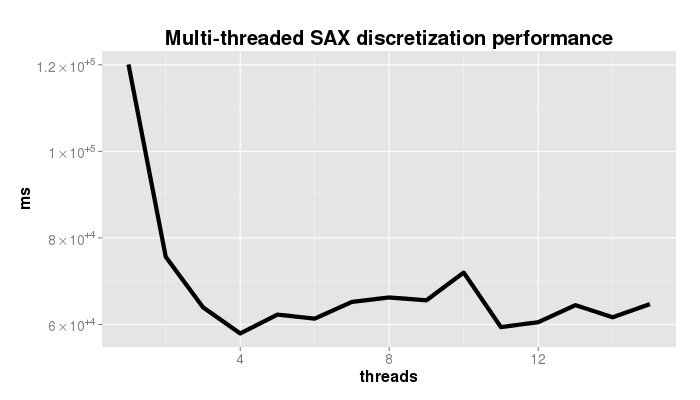 Multi-threaded SAX discretization performance
1.2 × 10⁺⁵
1 × 10⁺⁵
8 × 10⁺⁴
6 × 10⁺⁴
ms
4 8 12
threads